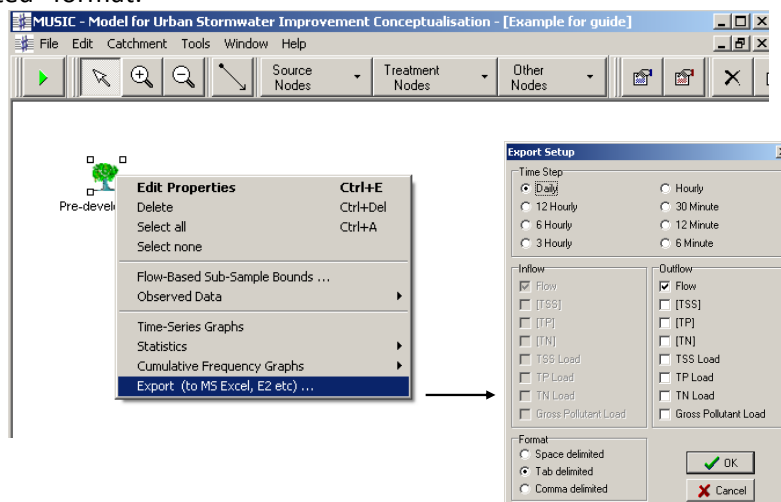 MUSIC - Model for Urban Stormwater Improvement Conceptualisation - [Example for guide]
File Edit Catchment Tools Window Help
Source Nodes
Treatment Nodes
Other Nodes
Pre-devel
Edit Properties Ctrl+E
Delete Ctrl+Del
Select all Ctrl+A
Select none
Flow-Based Sub-Sample Bounds ...
Observed Data
Time-Series Graphs
Statistics
Cumulative Frequency Graphs
Export (to MS Excel, E2 etc) ...
Export Setup
Time Step
Daily Hourly
12 Hourly 30 Minute
6 Hourly 12 Minute
3 Hourly 6 Minute
Inflow
Flow
[TSS]
[TP]
[TN]
TSS Load
TP Load
TN Load
Gross Pollutant Load
Outflow
Flow
[TSS]
[TP]
[TN]
TSS Load
TP Load
TN Load
Gross Pollutant Load
Format
Space delimited
Tab delimited
Comma delimited
OK
Cancel